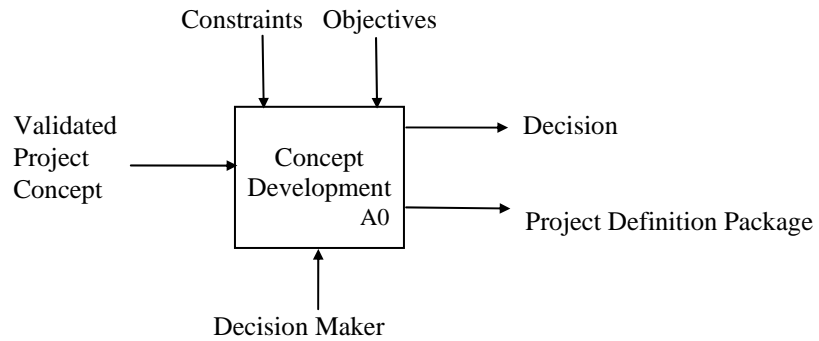 Constraints Objectives
Validated
Project
Concept
Concept
Development
A0
Decision
Project Definition Package
Decision Maker